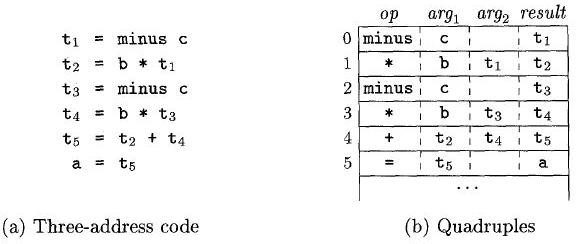 t₁ = minus c
t₂ = b * t₁
t₃ = minus c
t₄ = b * t₃
t₅ = t₂ + t₄
a = t₅
(a) Three-address code
op arg₁ arg₂ result
0 minus c t₁
1 * b t₁ t₂
2 minus c t₃
3 * b t₃ t₄
4 + t₂ t₄ t₅
5 = t₅ a
...
(b) Quadruples